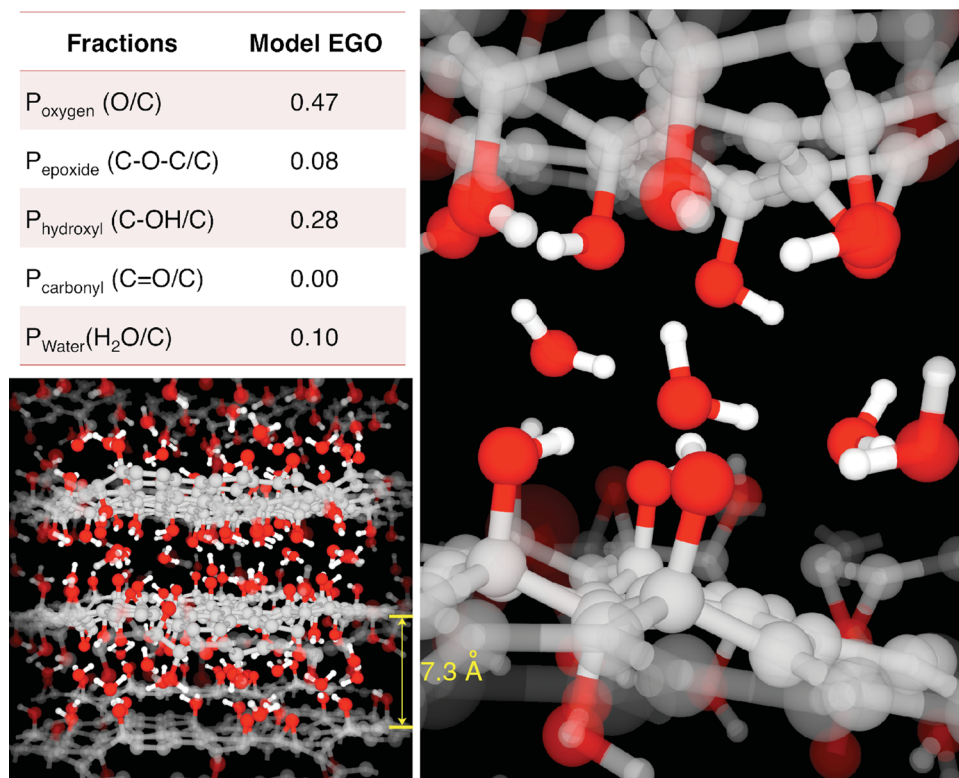 Fractions Model EGO
Poxygen (O/C) 0.47
Pepoxide (C-O-C/C) 0.08
Phydroxyl (C-OH/C) 0.28
Pcarbonyl (C=O/C) 0.00
PWater(H2O/C) 0.10
7.3 Å